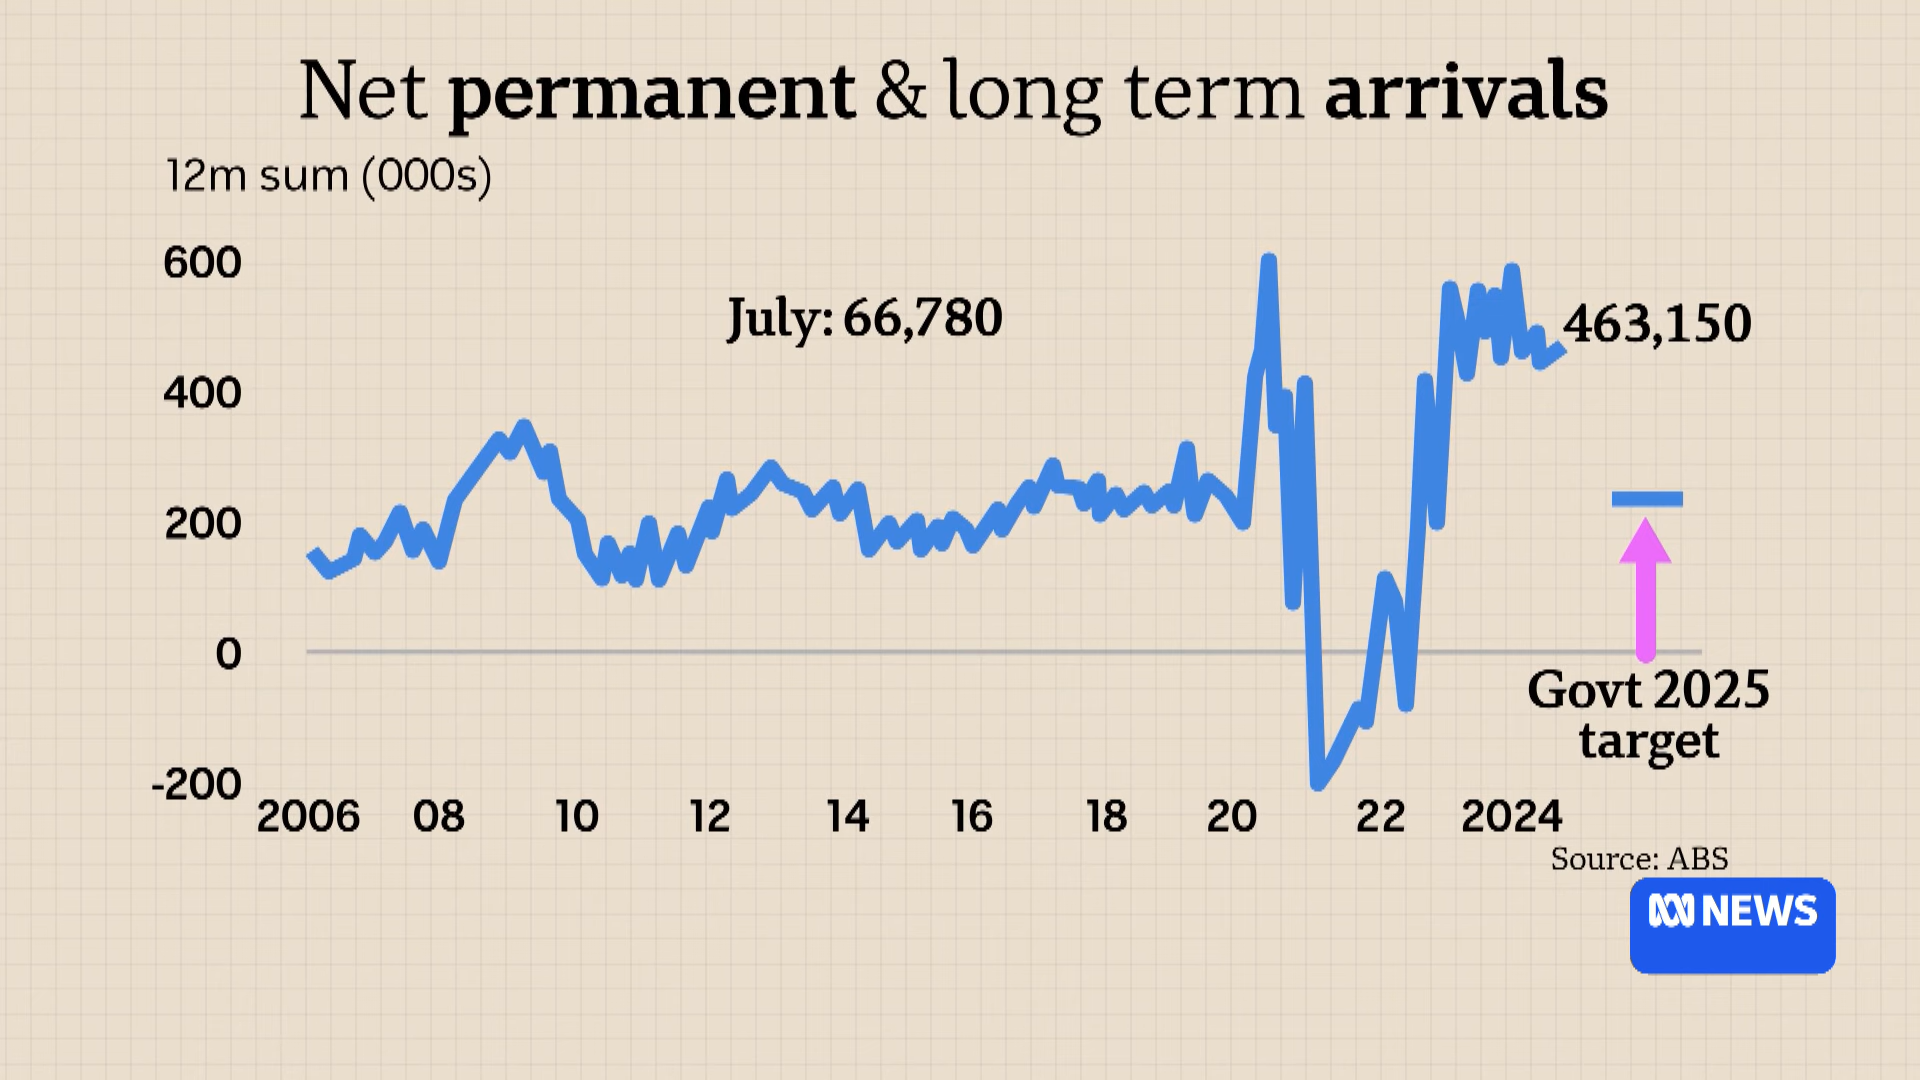 Net permanent & long term arrivals
12m sum (000s)
600
400
200
0
-200
July: 66,780
463,150
Govt 2025
target
2006 08 10 12 14 16 18 20 22 2024
Source: ABS
NEWS